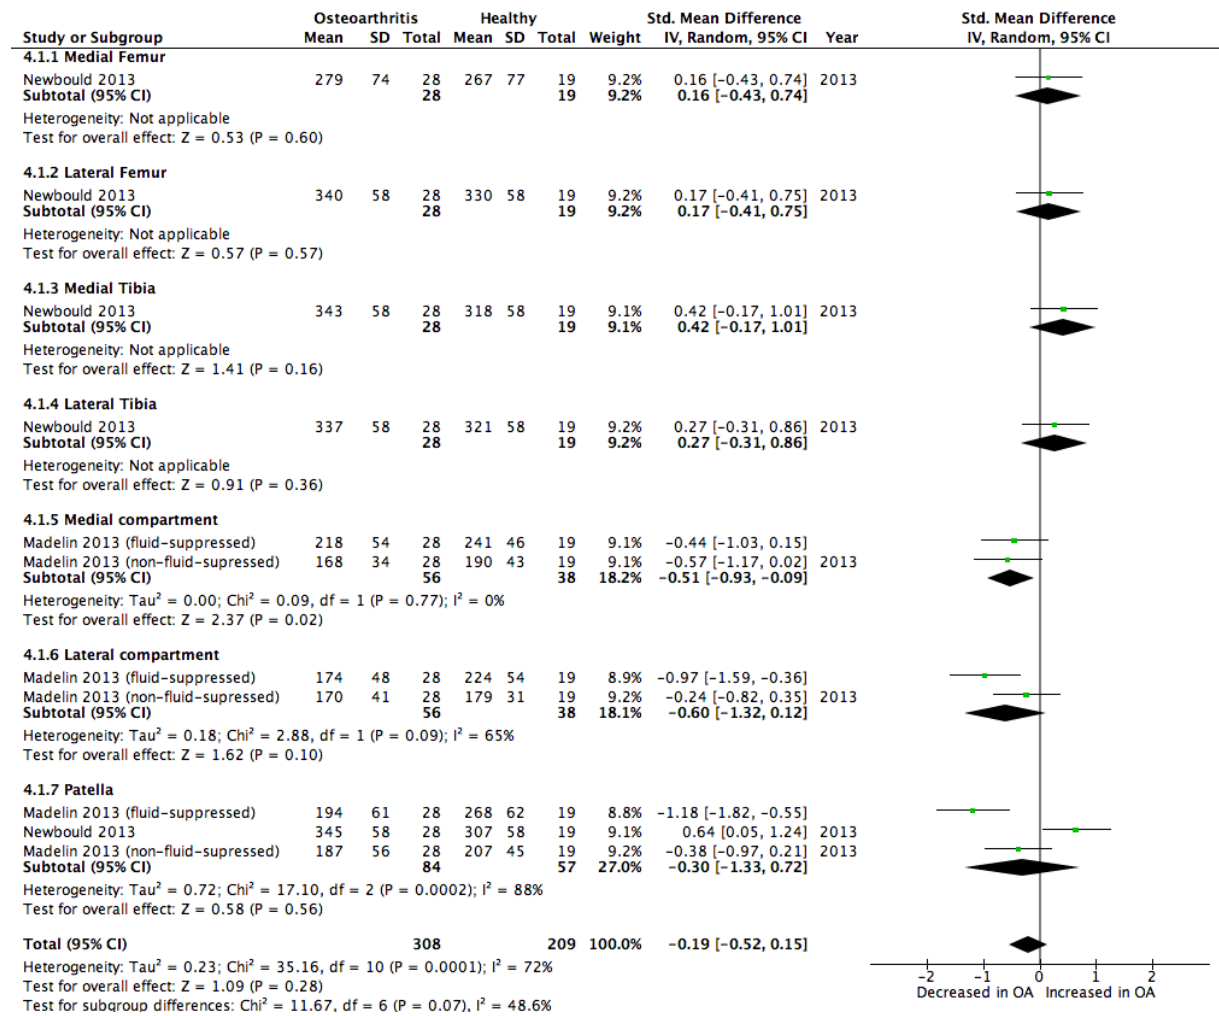 Osteoarthritis Healthy Std. Mean Difference Std. Mean Difference
Study or Subgroup Mean SD Total Mean SD Total Weight IV, Random, 95% CI Year IV, Random, 95% CI
4.1.1 Medial Femur
Newbould 2013 279 74 28 267 77 19 9.2% 0.16 [-0.43, 0.74] 2013
Subtotal (95% CI) 28 19 9.2% 0.16 [-0.43, 0.74]
Heterogeneity: Not applicable
Test for overall effect: Z = 0.53 (P = 0.60)
4.1.2 Lateral Femur
Newbould 2013 340 58 28 330 58 19 9.2% 0.17 [-0.41, 0.75] 2013
Subtotal (95% CI) 28 19 9.2% 0.17 [-0.41, 0.75]
Heterogeneity: Not applicable
Test for overall effect: Z = 0.57 (P = 0.57)
4.1.3 Medial Tibia
Newbould 2013 343 58 28 318 58 19 9.1% 0.42 [-0.17, 1.01] 2013
Subtotal (95% CI) 28 19 9.1% 0.42 [-0.17, 1.01]
Heterogeneity: Not applicable
Test for overall effect: Z = 1.41 (P = 0.16)
4.1.4 Lateral Tibia
Newbould 2013 337 58 28 321 58 19 9.2% 0.27 [-0.31, 0.86] 2013
Subtotal (95% CI) 28 19 9.2% 0.27 [-0.31, 0.86]
Heterogeneity: Not applicable
Test for overall effect: Z = 0.91 (P = 0.36)
4.1.5 Medial compartment
Madelin 2013 (fluid-suppressed) 218 54 28 241 46 19 9.1% -0.44 [-1.03, 0.15]
Madelin 2013 (non-fluid-supressed) 168 34 28 190 43 19 9.1% -0.57 [-1.17, 0.02] 2013
Subtotal (95% CI) 56 38 18.2% -0.51 [-0.93, -0.09]
Heterogeneity: Tau² = 0.00; Chi² = 0.09, df = 1 (P = 0.77); I² = 0%
Test for overall effect: Z = 2.37 (P = 0.02)
4.1.6 Lateral compartment
Madelin 2013 (fluid-suppressed) 174 48 28 224 54 19 8.9% -0.97 [-1.59, -0.36]
Madelin 2013 (non-fluid-supressed) 170 41 28 179 31 19 9.2% -0.24 [-0.82, 0.35] 2013
Subtotal (95% CI) 56 38 18.1% -0.60 [-1.32, 0.12]
Heterogeneity: Tau² = 0.18; Chi² = 2.88, df = 1 (P = 0.09); I² = 65%
Test for overall effect: Z = 1.62 (P = 0.10)
4.1.7 Patella
Madelin 2013 (fluid-suppressed) 194 61 28 268 62 19 8.8% -1.18 [-1.82, -0.55]
Newbould 2013 345 58 28 307 58 19 9.1% 0.64 [0.05, 1.24] 2013
Madelin 2013 (non-fluid-supressed) 187 56 28 207 45 19 9.2% -0.38 [-0.97, 0.21] 2013
Subtotal (95% CI) 84 57 27.0% -0.30 [-1.33, 0.72]
Heterogeneity: Tau² = 0.72; Chi² = 17.10, df = 2 (P = 0.0002); I² = 88%
Test for overall effect: Z = 0.58 (P = 0.56)
Total (95% CI) 308 209 100.0% -0.19 [-0.52, 0.15]
Heterogeneity: Tau² = 0.23; Chi² = 35.16, df = 10 (P = 0.0001); I² = 72%
Test for overall effect: Z = 1.09 (P = 0.28)
Test for subgroup differences: Chi² = 11.67, df = 6 (P = 0.07), I² = 48.6%
-2 -1 0 1 2
Decreased in OA Increased in OA